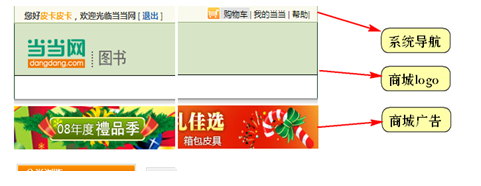 您好皮卡皮卡，欢迎光临当当网 [ 退出 ]
购物车 | 我的当当 | 帮助|
系统导航
当当网
dangdang.com
图书
商城logo
08年度禮品季
礼佳选
箱包皮具
商城广告